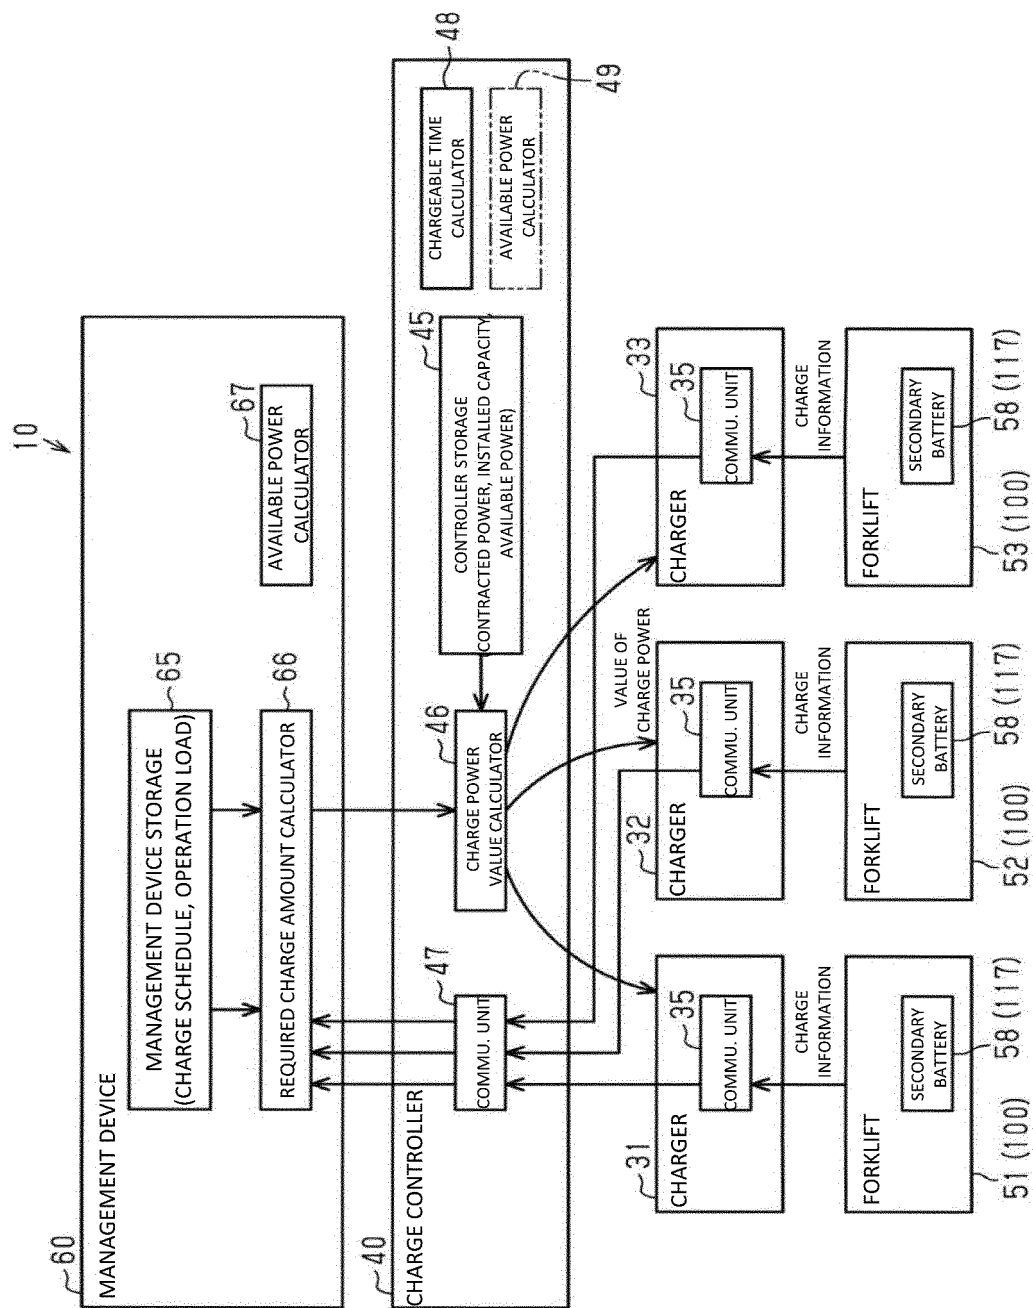 10
60
MANAGEMENT DEVICE
MANAGEMENT DEVICE STORAGE
(CHARGE SCHEDULE, OPERATION LOAD)
65
REQUIRED CHARGE AMOUNT CALCULATOR
66
AVAILABLE POWER
CALCULATOR
67
40
CHARGE CONTROLLER
COMMU. UNIT
47
CHARGE POWER
VALUE CALCULATOR
46
CONTROLLER STORAGE
(CONTRACTED POWER, INSTALLED CAPACITY,
AVAILABLE POWER)
45
CHARGEABLE TIME
CALCULATOR
48
AVAILABLE POWER
CALCULATOR
49
VALUE OF
CHARGE POWER
31
CHARGER
COMMU. UNIT
35
32
CHARGER
COMMU. UNIT
35
33
CHARGER
COMMU. UNIT
35
CHARGE
INFORMATION
CHARGE
INFORMATION
CHARGE
INFORMATION
FORKLIFT
SECONDARY
BATTERY
51 (100)
58 (117)
FORKLIFT
SECONDARY
BATTERY
52 (100)
58 (117)
FORKLIFT
SECONDARY
BATTERY
53 (100)
58 (117)